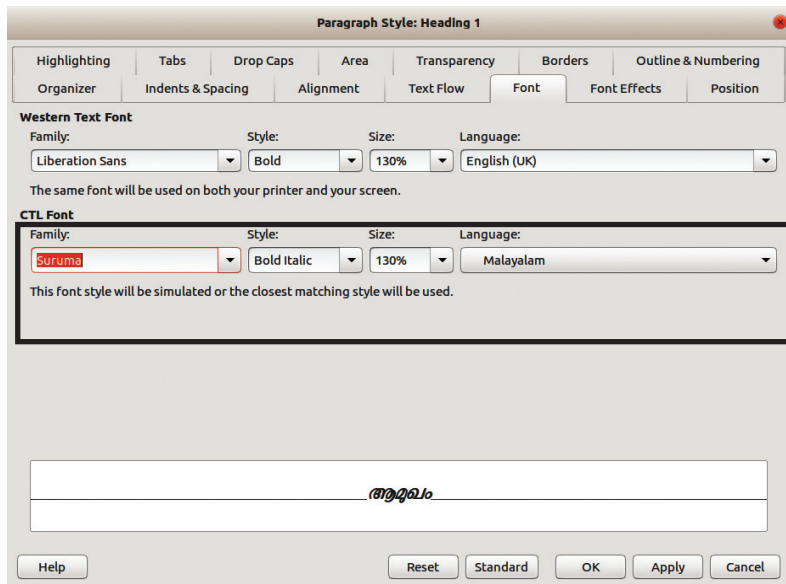 Paragraph Style: Heading 1
Highlighting Tabs Drop Caps Area Transparency Borders Outline & Numbering
Organizer Indents & Spacing Alignment Text Flow Font Font Effects Position
Western Text Font
Family: Style: Size: Language:
Liberation Sans Bold 130% English (UK)
The same font will be used on both your printer and your screen.
CTL Font
Family: Style: Size: Language:
Suruma Bold Italic 130% Malayalam
This font style will be simulated or the closest matching style will be used.
ആമുഖം
Help Reset Standard OK Apply Cancel